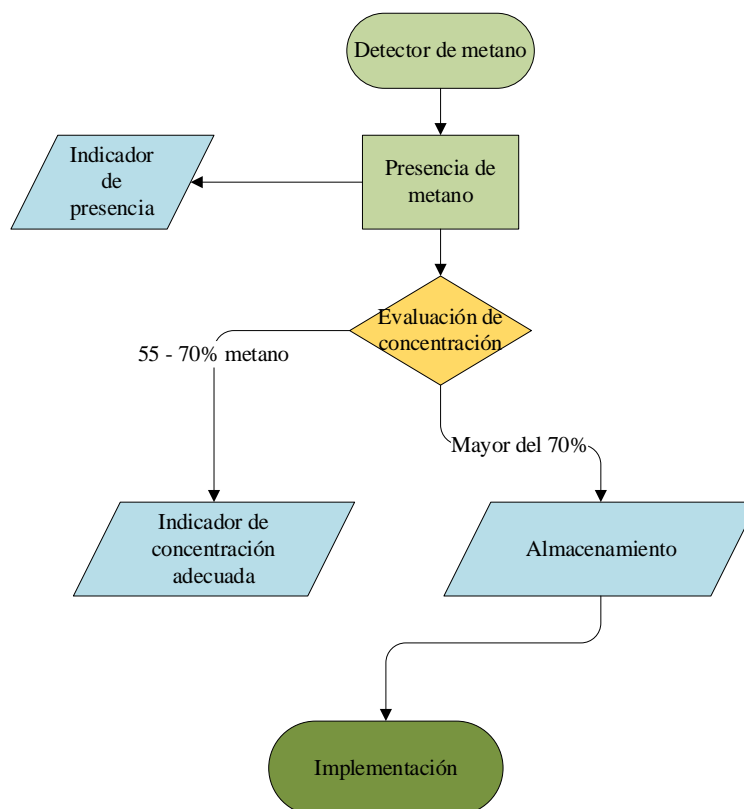 Detector de metano
Indicador
de
presencia
Presencia de
metano
Evaluación de
concentración
55 - 70% metano
Mayor del 70%
Indicador de
concentración
adecuada
Almacenamiento
Implementación